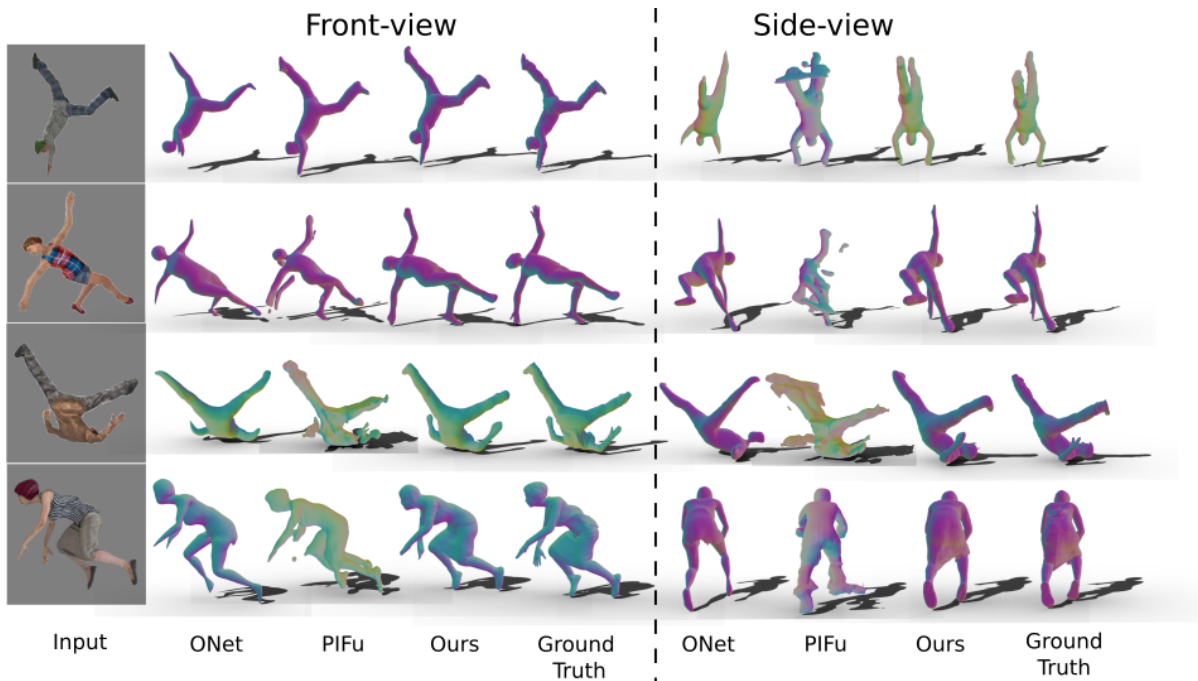 Front-view
Side-view
Input
ONet
PIFu
Ours
Ground
Truth
ONet
PIFu
Ours
Ground
Truth